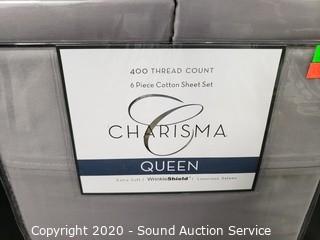 400 THREAD COUNT
6 Piece Cotton Sheet Set
C
CHARISMA
QUEEN
Extra Soft | WrinkleShield™ | Luxurious Sateen
Copyright 2020 - Sound Auction Service